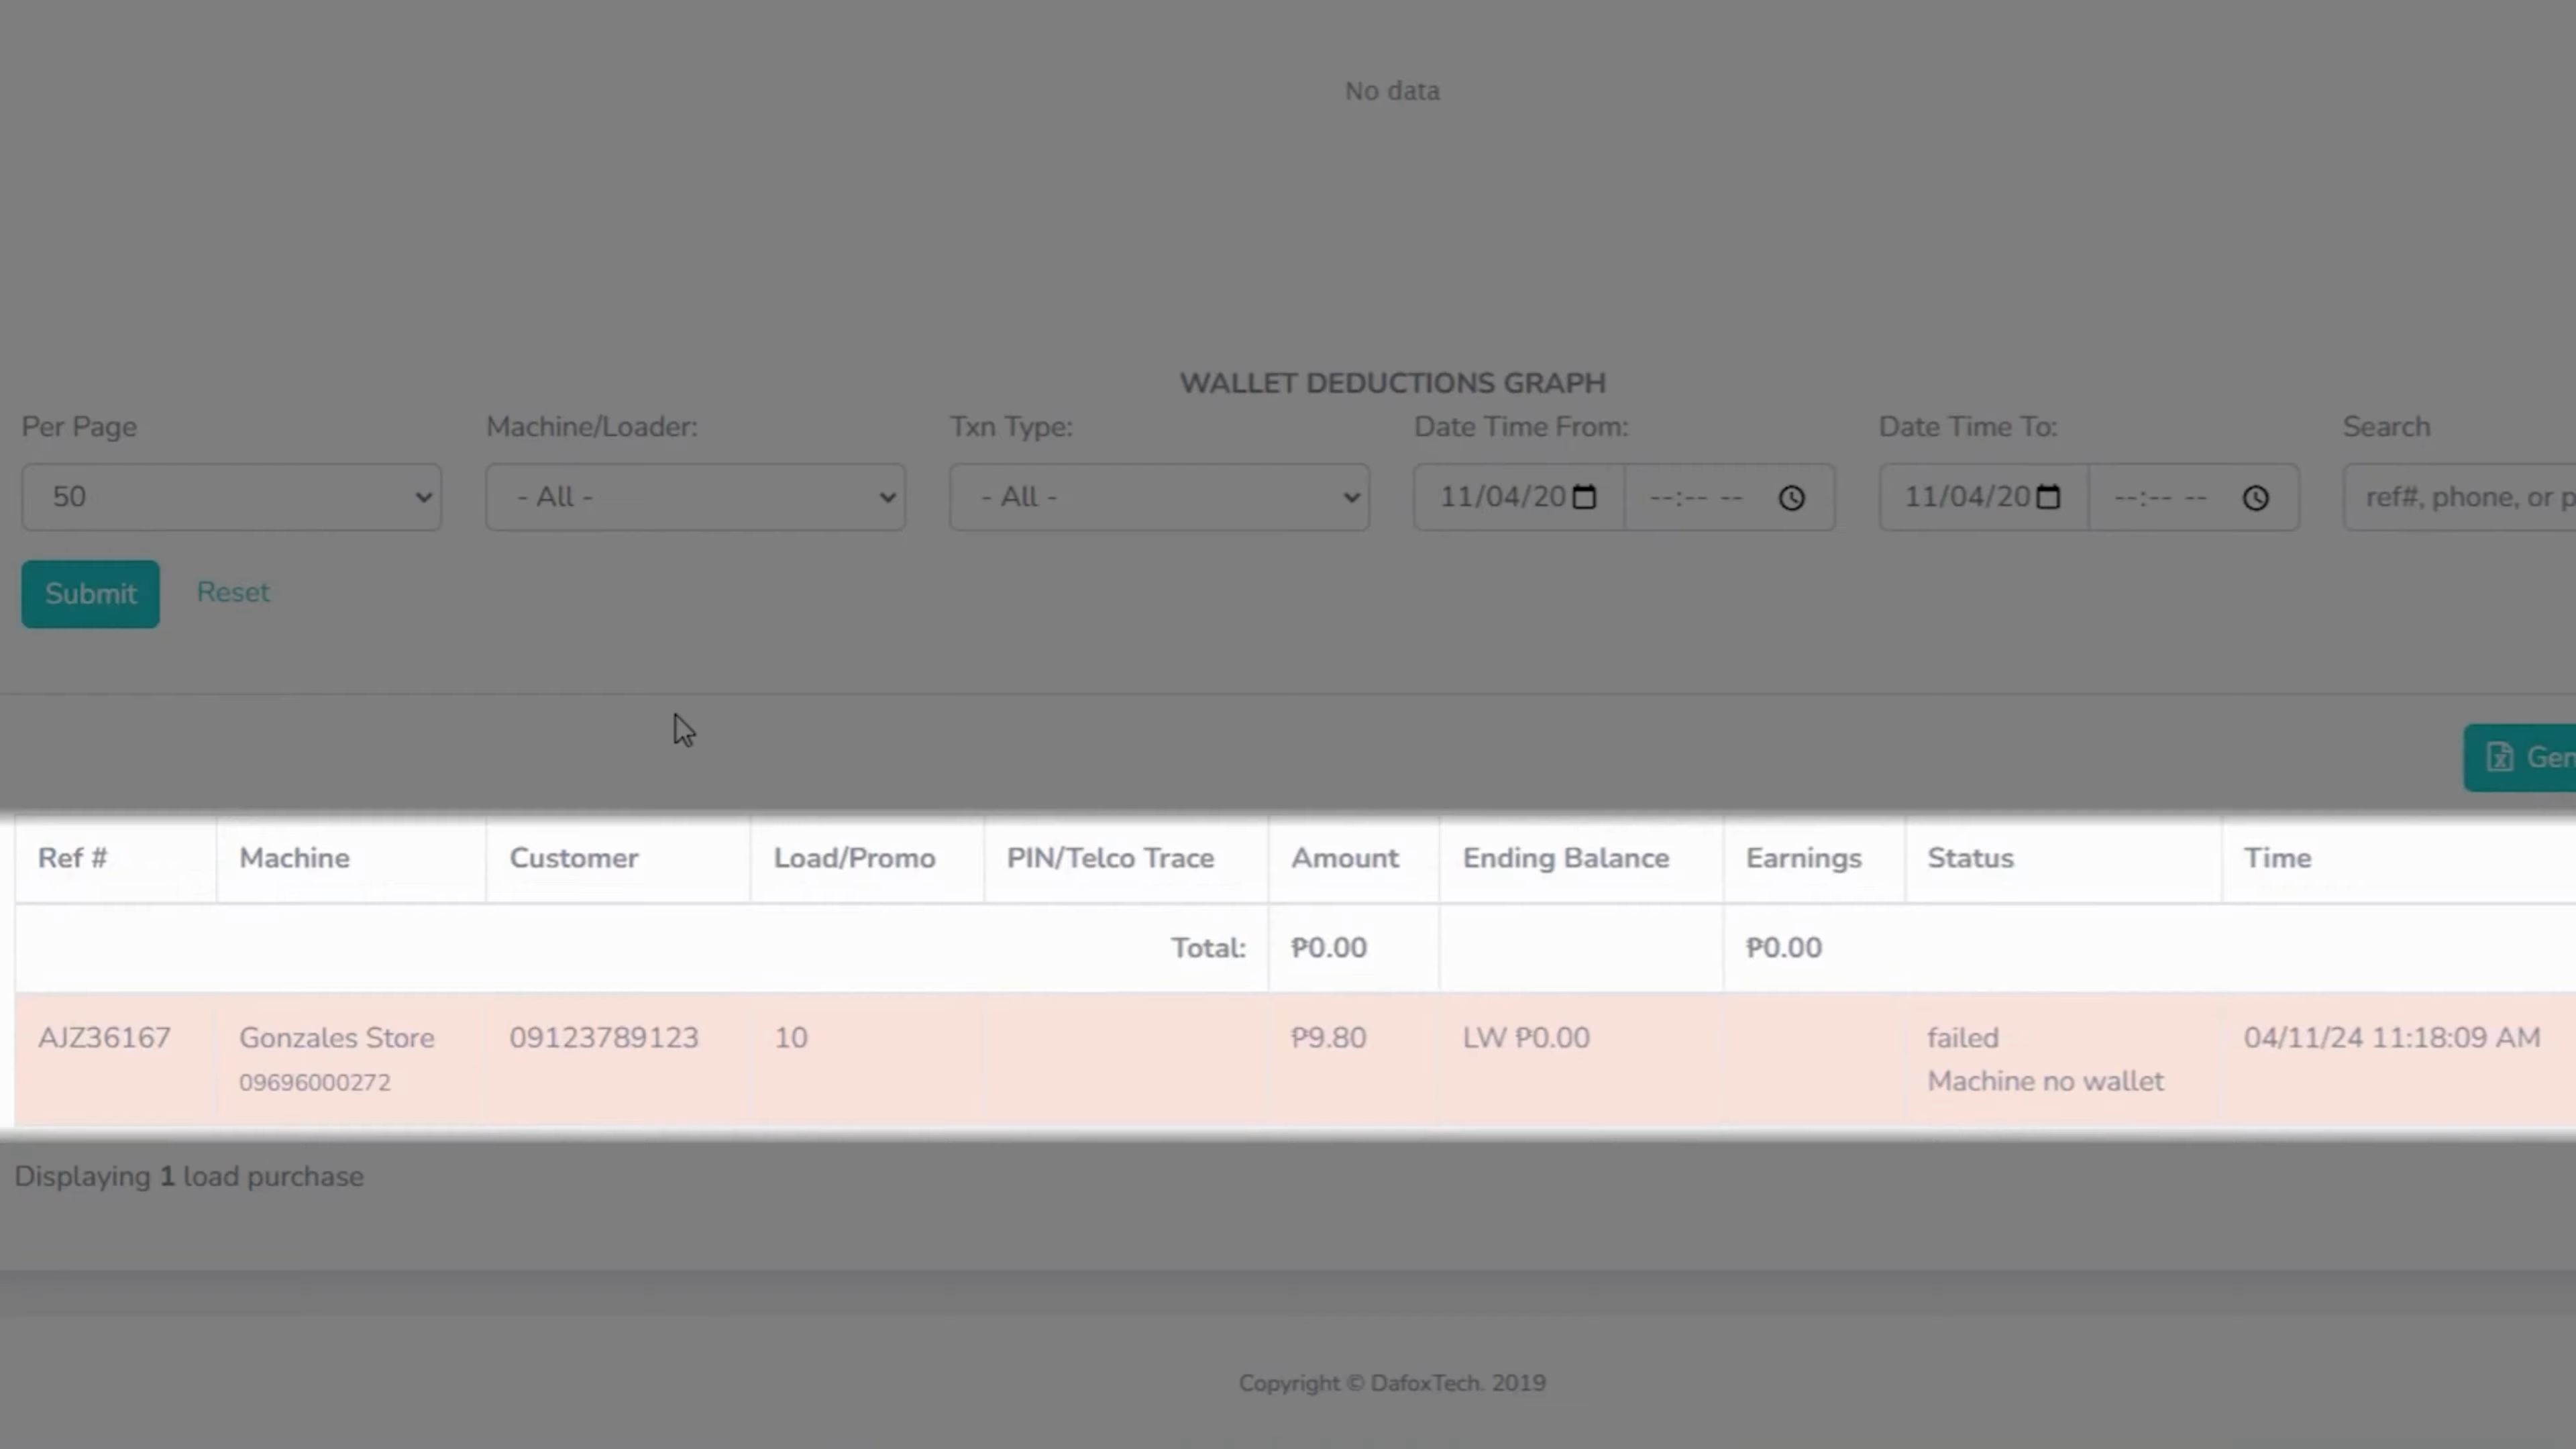 No data
WALLET DEDUCTIONS GRAPH
Per Page Machine/Loader: Txn Type: Date Time From: Date Time To: Search
50 - All - - All - 11/04/20 --:-- -- 11/04/20 --:-- -- ref#, phone, or p
Submit Reset
Gen
Ref # Machine Customer Load/Promo PIN/Telco Trace Amount Ending Balance Earnings Status Time
Total: ₱0.00 ₱0.00
AJZ36167 Gonzales Store 09123789123 10 ₱9.80 LW ₱0.00 failed 04/11/24 11:18:09 AM
09696000272 Machine no wallet
Displaying 1 load purchase
Copyright © DafoxTech. 2019